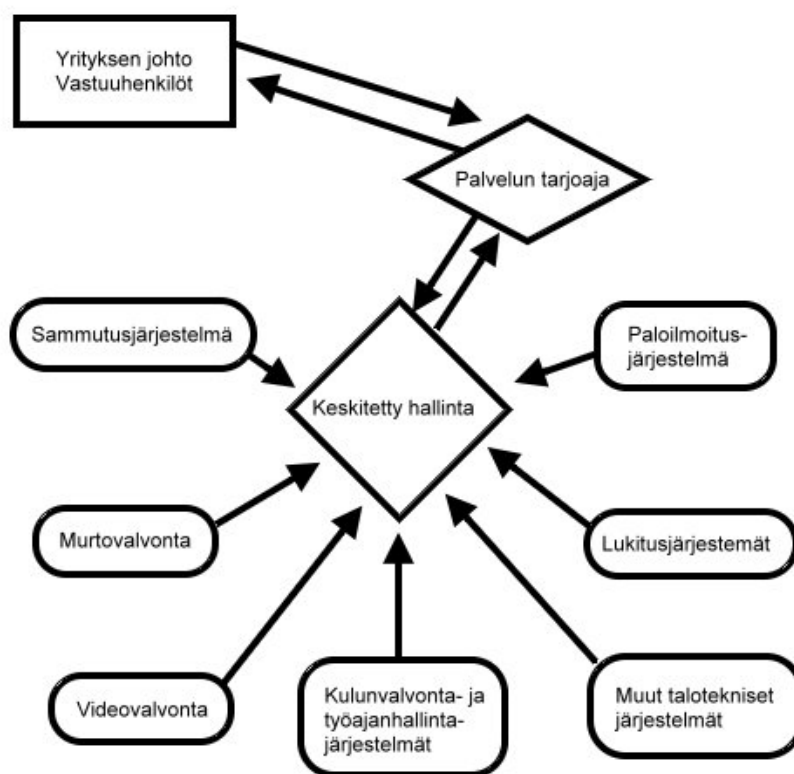 Yrityksen johto
Vastuuhenkilöt
Palvelun tarjoaja
Sammutusjärjestelmä
Paloilmoitus-
järjestelmä
Keskitetty hallinta
Murtovalvonta
Lukitusjärjestemät
Videovalvonta
Kulunvalvonta- ja
työajanhallinta-
järjestelmät
Muut talotekniset
järjestelmät